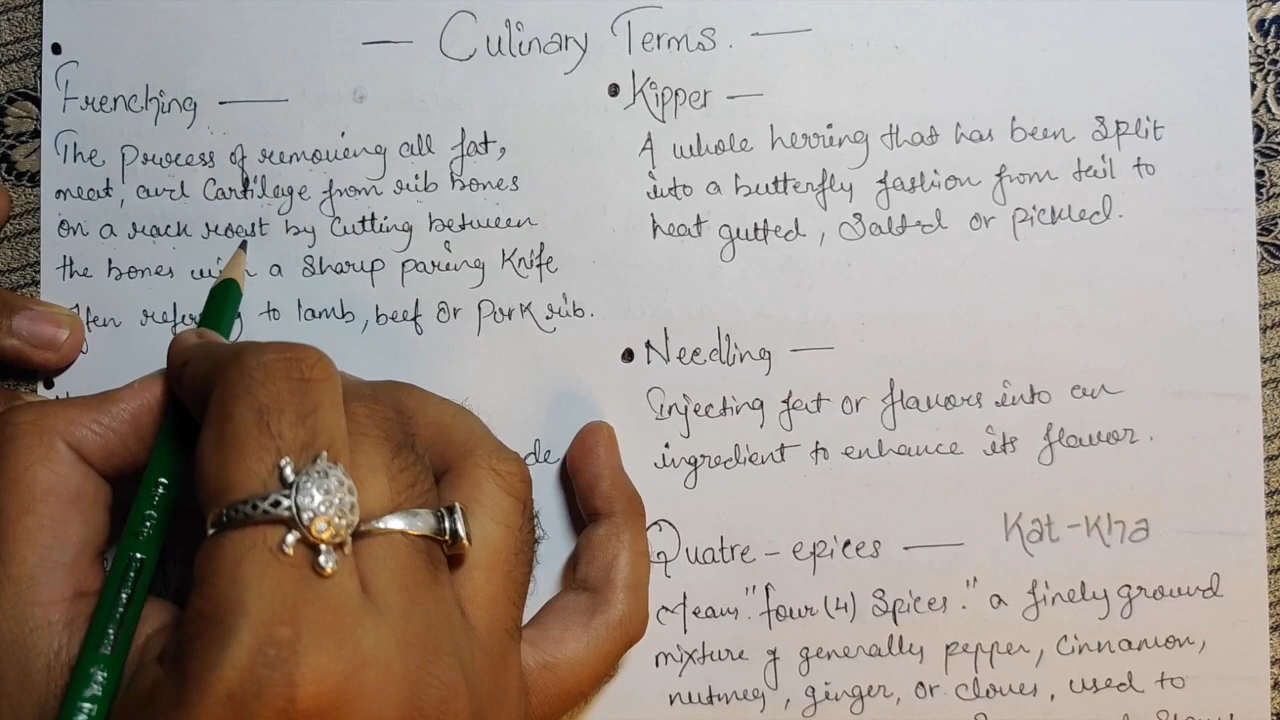 — Culinary Terms. —
• Frenching —
The process of removing all fat,
meat, and Cartilage from rib bones
on a rack roast by Cutting between
the bones with a Sharp paring Knife
refering to lamb, beef or Pork rib.
de
• Kipper —
A whole herring that has been Split
into a butterfly fashion from tail to
heat gutted, Salted or pickled.
• Needling —
Injecting fat or flavors into an
ingredient to enhance its flavor.
Quatre-epices — Kat-Kha
Means "four (4) Spices." a finely ground
mixture of generally pepper, Cinnamon,
nutmeg, ginger, or cloves, used to